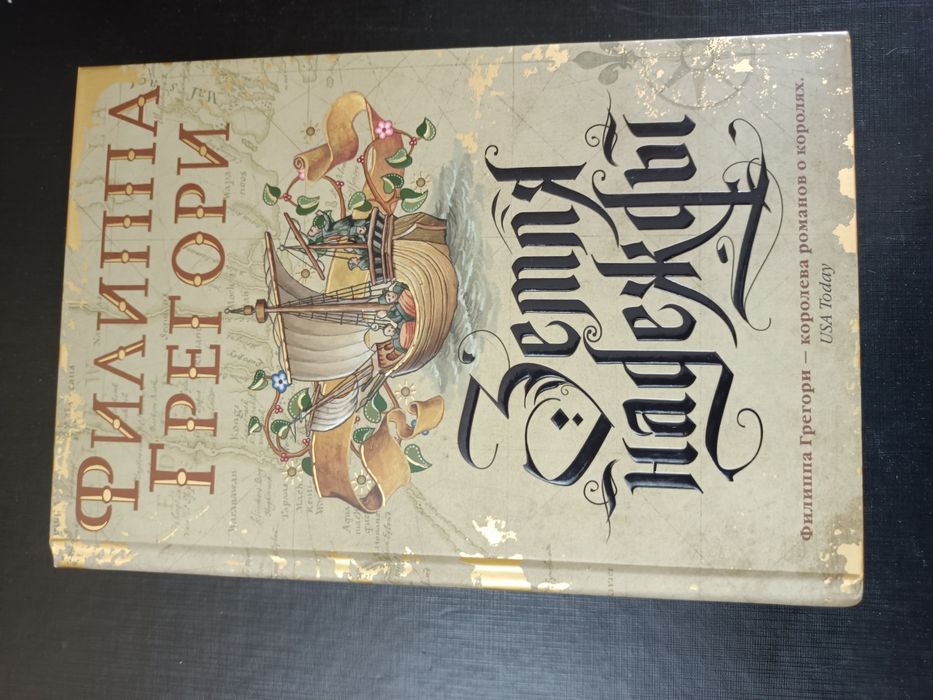 ФИЛИППА
ГРЕГОРИ
Земля
надежды
Филиппа Грегори – королева романов о королях.
USA Today